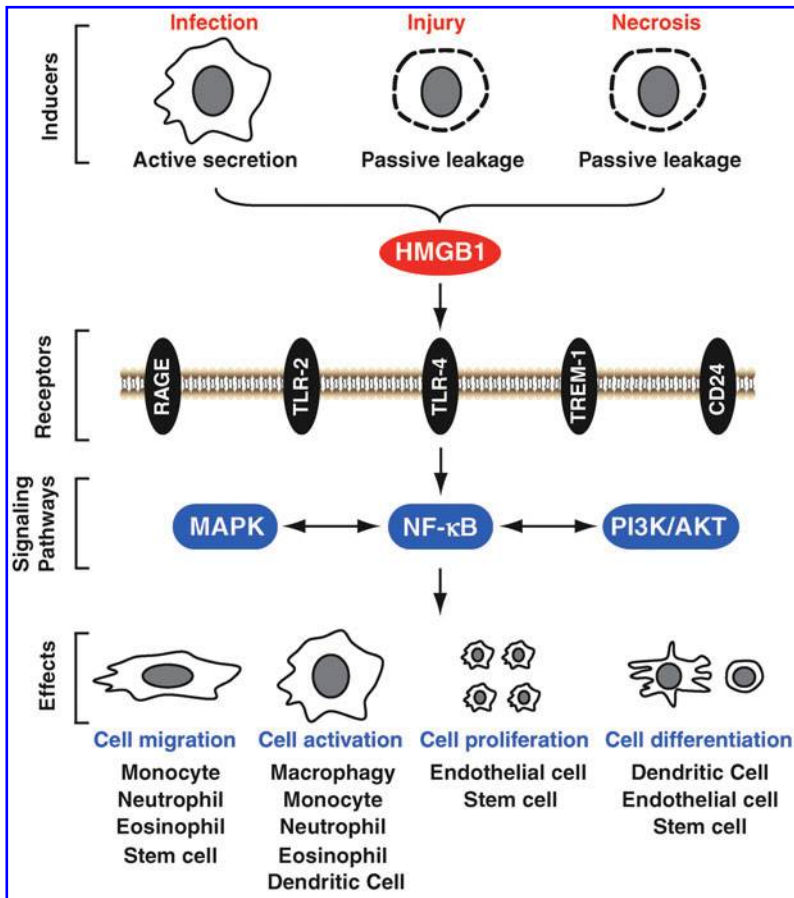 Infection Injury Necrosis
Inducers
Active secretion Passive leakage Passive leakage
HMGB1
Receptors
RAGE TLR-2 TLR-4 TREM-1 CD24
Signaling
Pathways
MAPK NF-κB PI3K/AKT
Effects
Cell migration Cell activation Cell proliferation Cell differentiation
Monocyte Macrophagy Endothelial cell Dendritic Cell
Neutrophil Monocyte Stem cell Endothelial cell
Eosinophil Neutrophil Stem cell
Stem cell Eosinophil
Dendritic Cell